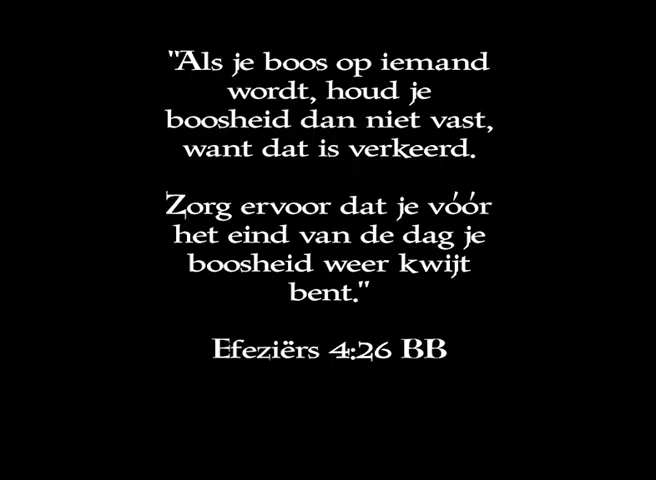 "Als je boos op iemand
wordt, houd je
boosheid dan niet vast,
want dat is verkeerd.
Zorg ervoor dat je vóór
het eind van de dag je
boosheid weer kwijt
bent."
Efeziërs 4:26 BB